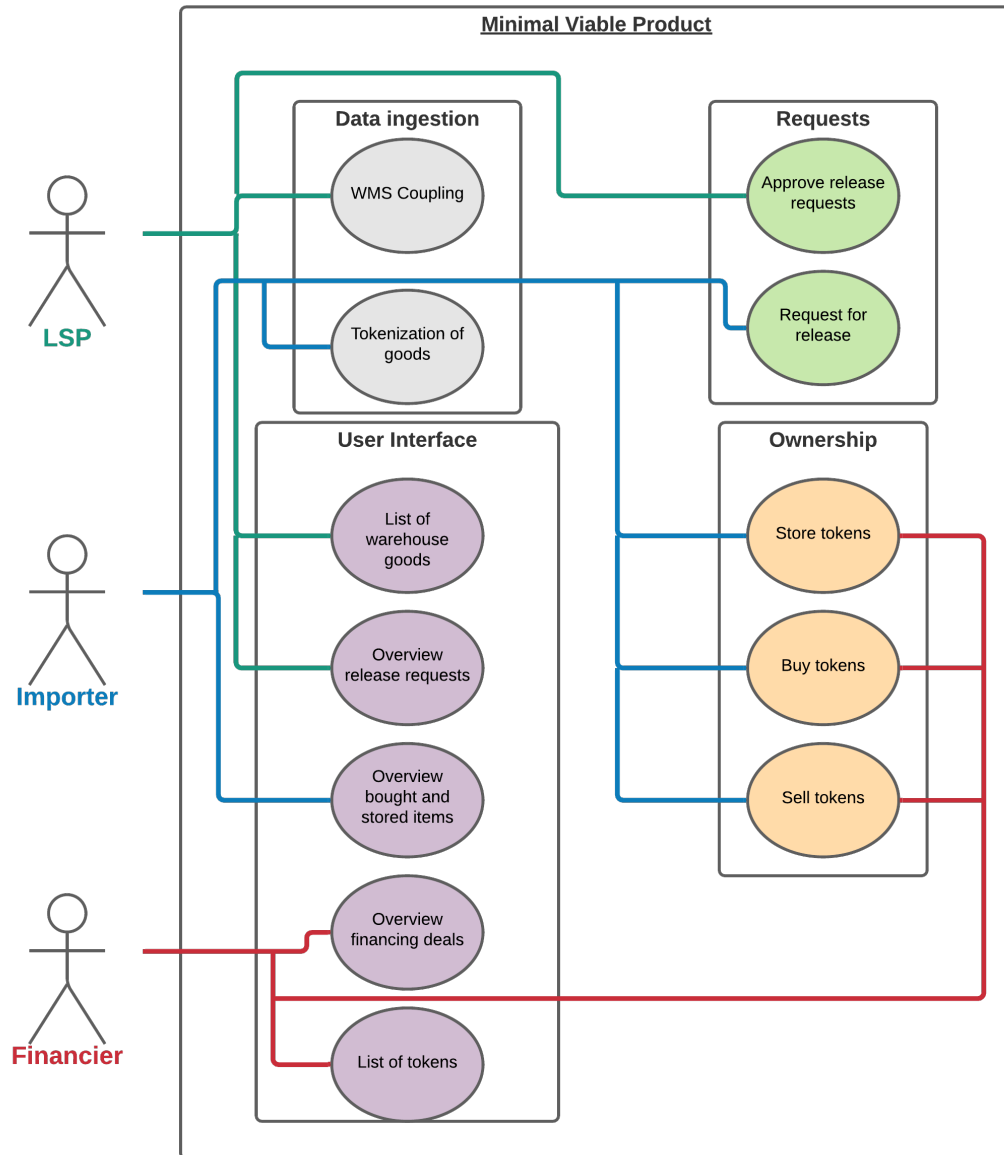 Minimal Viable Product
Data ingestion
WMS Coupling
Tokenization of
goods
Requests
Approve release
requests
Request for
release
LSP
User Interface
List of
warehouse
goods
Overview
release requests
Overview
bought and
stored items
Overview
financing deals
List of tokens
Ownership
Store tokens
Buy tokens
Sell tokens
Importer
Financier